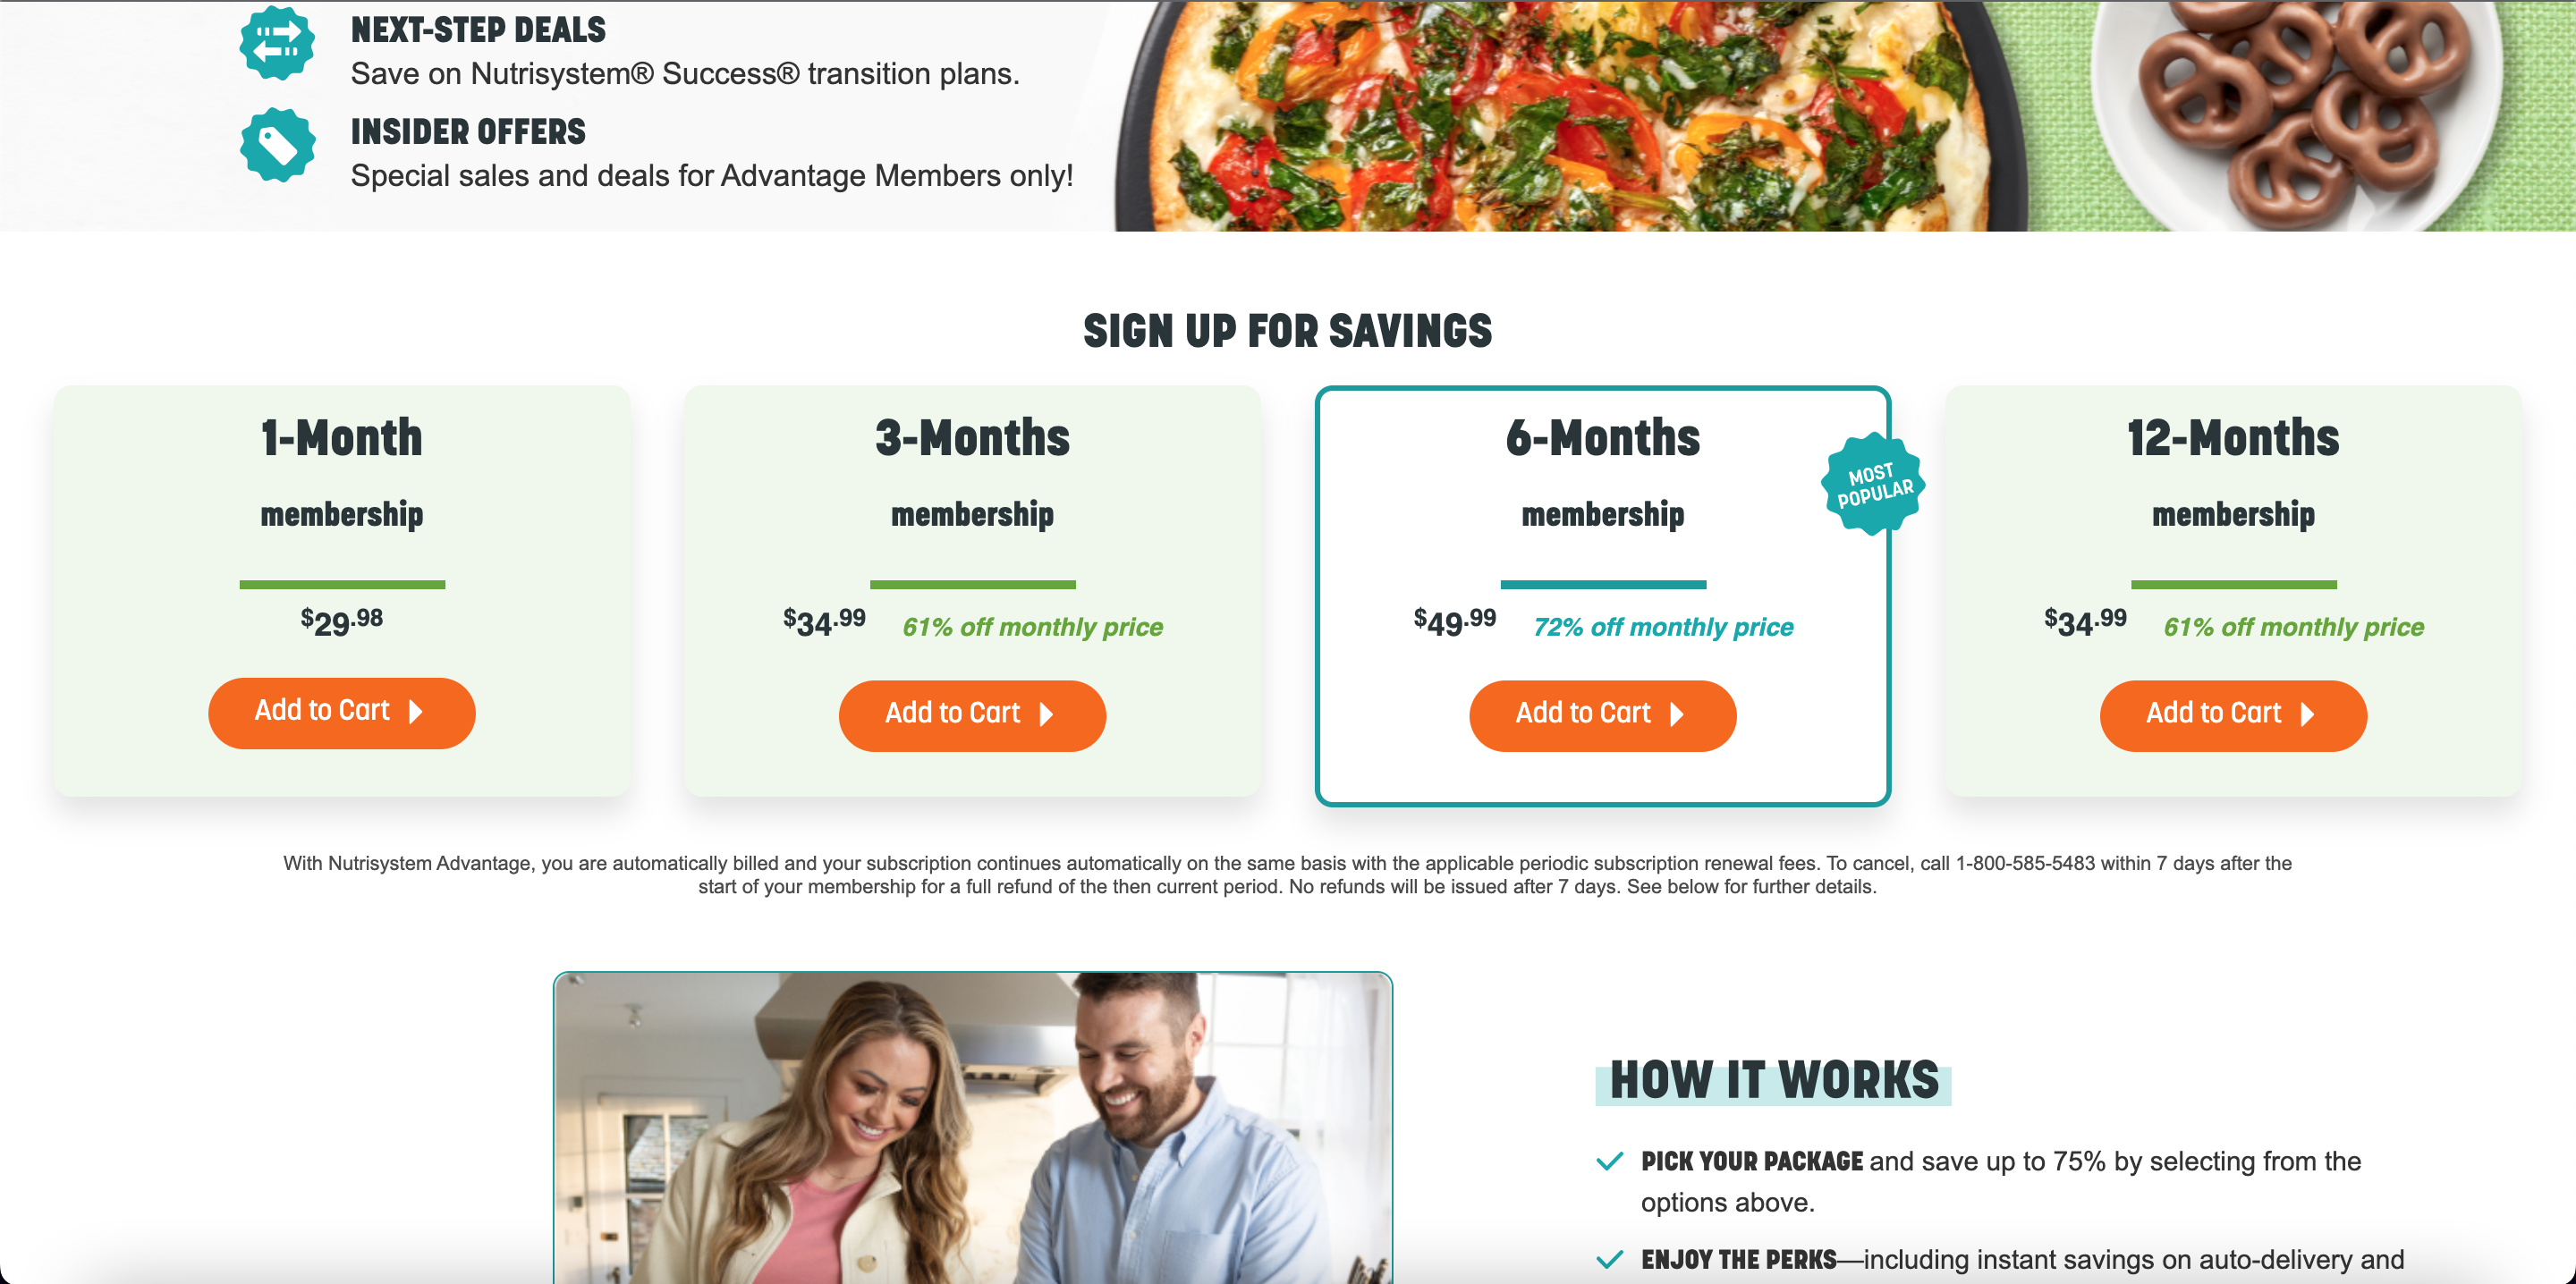 NEXT-STEP DEALS
Save on Nutrisystem® Success® transition plans.
INSIDER OFFERS
Special sales and deals for Advantage Members only!
SIGN UP FOR SAVINGS
1-Month
membership
$29.98
Add to Cart
3-Months
membership
$34.99 61% off monthly price
Add to Cart
6-Months
membership
MOST
POPULAR
$49.99 72% off monthly price
Add to Cart
12-Months
membership
$34.99 61% off monthly price
Add to Cart
With Nutrisystem Advantage, you are automatically billed and your subscription continues automatically on the same basis with the applicable periodic subscription renewal fees. To cancel, call 1-800-585-5483 within 7 days after the
start of your membership for a full refund of the then current period. No refunds will be issued after 7 days. See below for further details.
HOW IT WORKS
PICK YOUR PACKAGE and save up to 75% by selecting from the
options above.
ENJOY THE PERKS—including instant savings on auto-delivery and